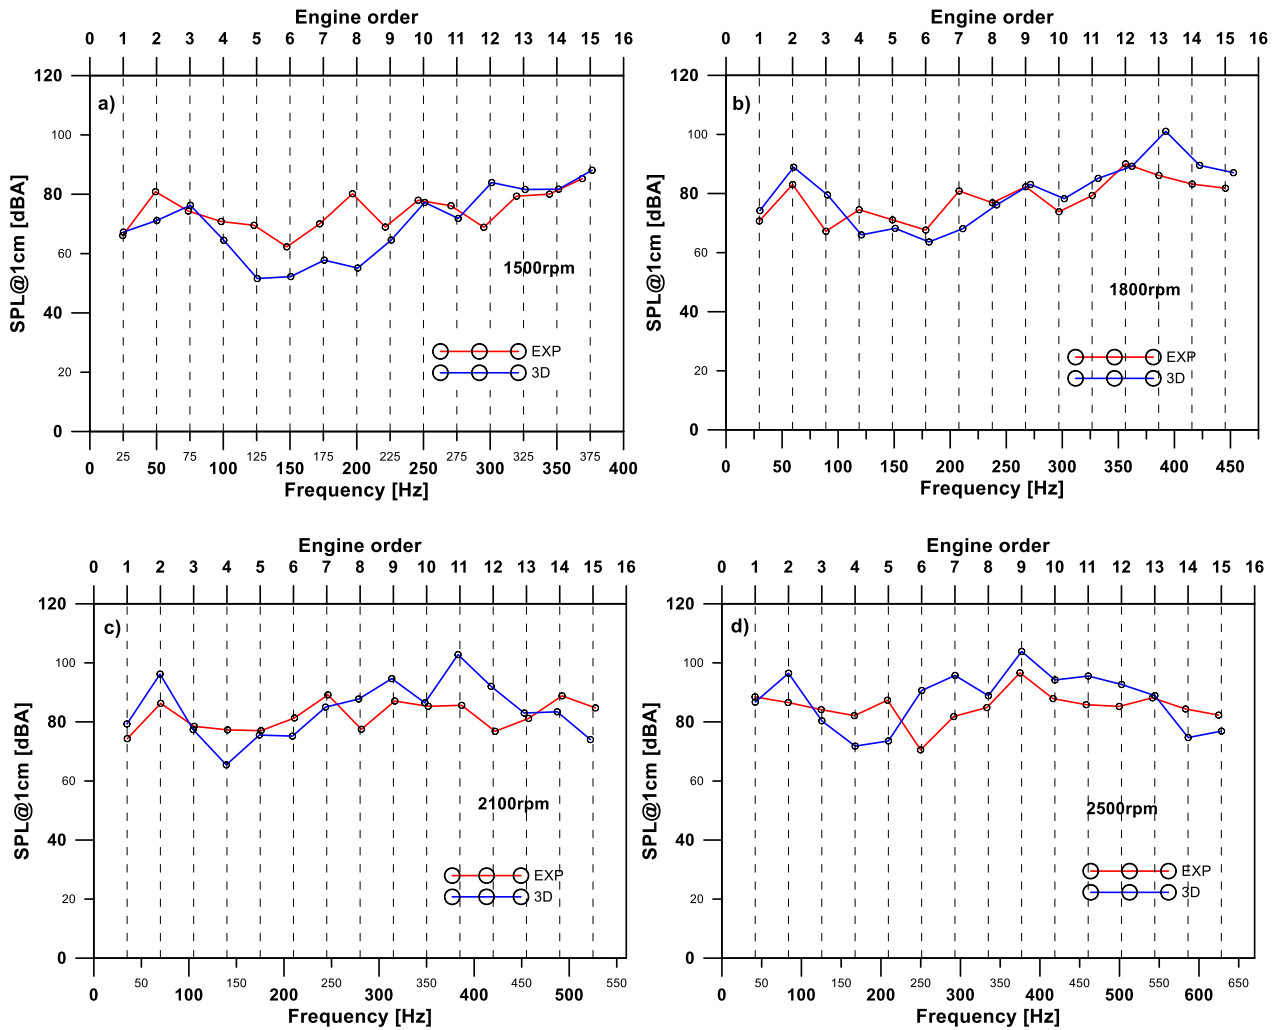 Engine order
0 1 2 3 4 5 6 7 8 9 10 11 12 13 14 15 16
120
a)
100
80
60
1500rpm
40
EXP
20
3D
0
SPL@1cm [dBA]
25 75 125 175 225 275 325 375
0 50 100 150 200 250 300 350 400
Frequency [Hz]
Engine order
0 1 2 3 4 5 6 7 8 9 10 11 12 13 14 15 16
120
b)
100
80
60
1800rpm
40
EXP
20
3D
0
SPL@1cm [dBA]
0 50 100 150 200 250 300 350 400 450
Frequency [Hz]
Engine order
0 1 2 3 4 5 6 7 8 9 10 11 12 13 14 15 16
120
c)
100
80
60
2100rpm
40
EXP
20
3D
0
SPL@1cm [dBA]
50 150 250 350 450 550
0 100 200 300 400 500
Frequency [Hz]
Engine order
0 1 2 3 4 5 6 7 8 9 10 11 12 13 14 15 16
120
d)
100
80
60
2500rpm
40
EXP
20
3D
0
SPL@1cm [dBA]
50 150 250 350 450 550 650
0 100 200 300 400 500 600
Frequency [Hz]